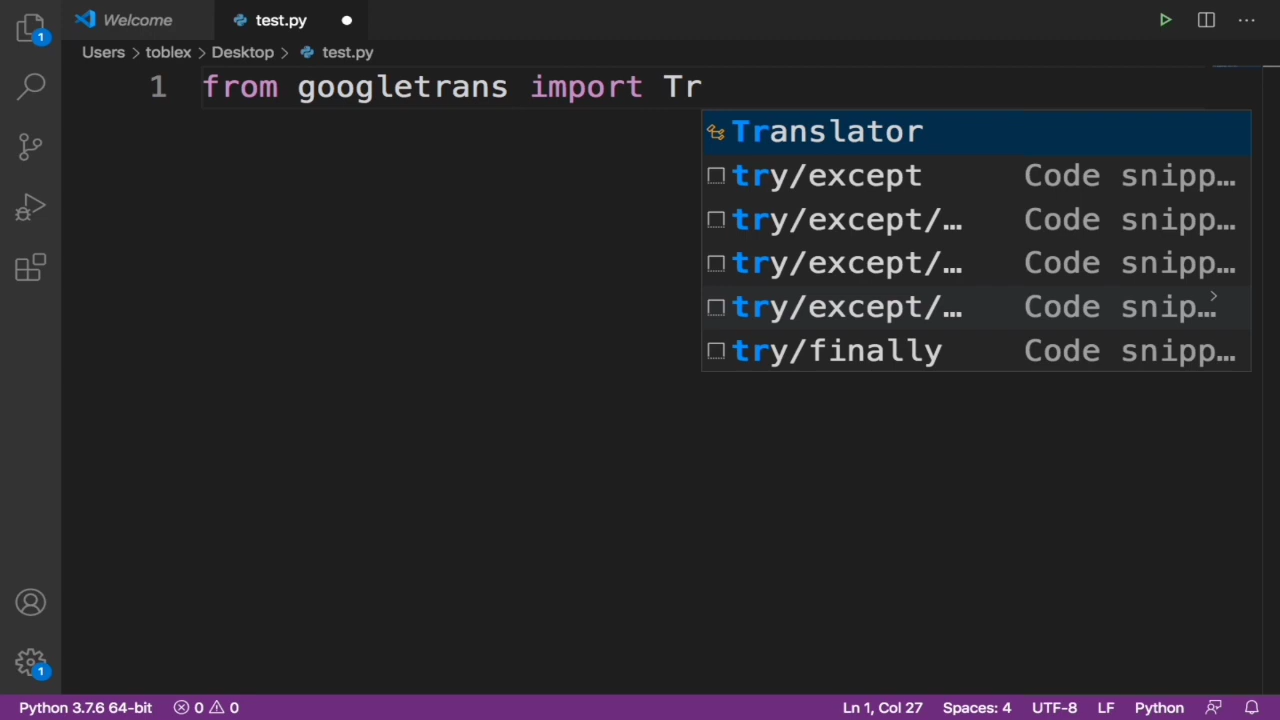 Welcome
test.py
Users > toblex > Desktop > test.py
1 from googletrans import Tr
Translator
try/except Code snipp…
try/except/… Code snipp…
try/except/… Code snipp…
try/except/… Code snip…
try/finally Code snipp…
1
1
Python 3.7.6 64-bit 0 0 Ln 1, Col 27 Spaces: 4 UTF-8 LF Python